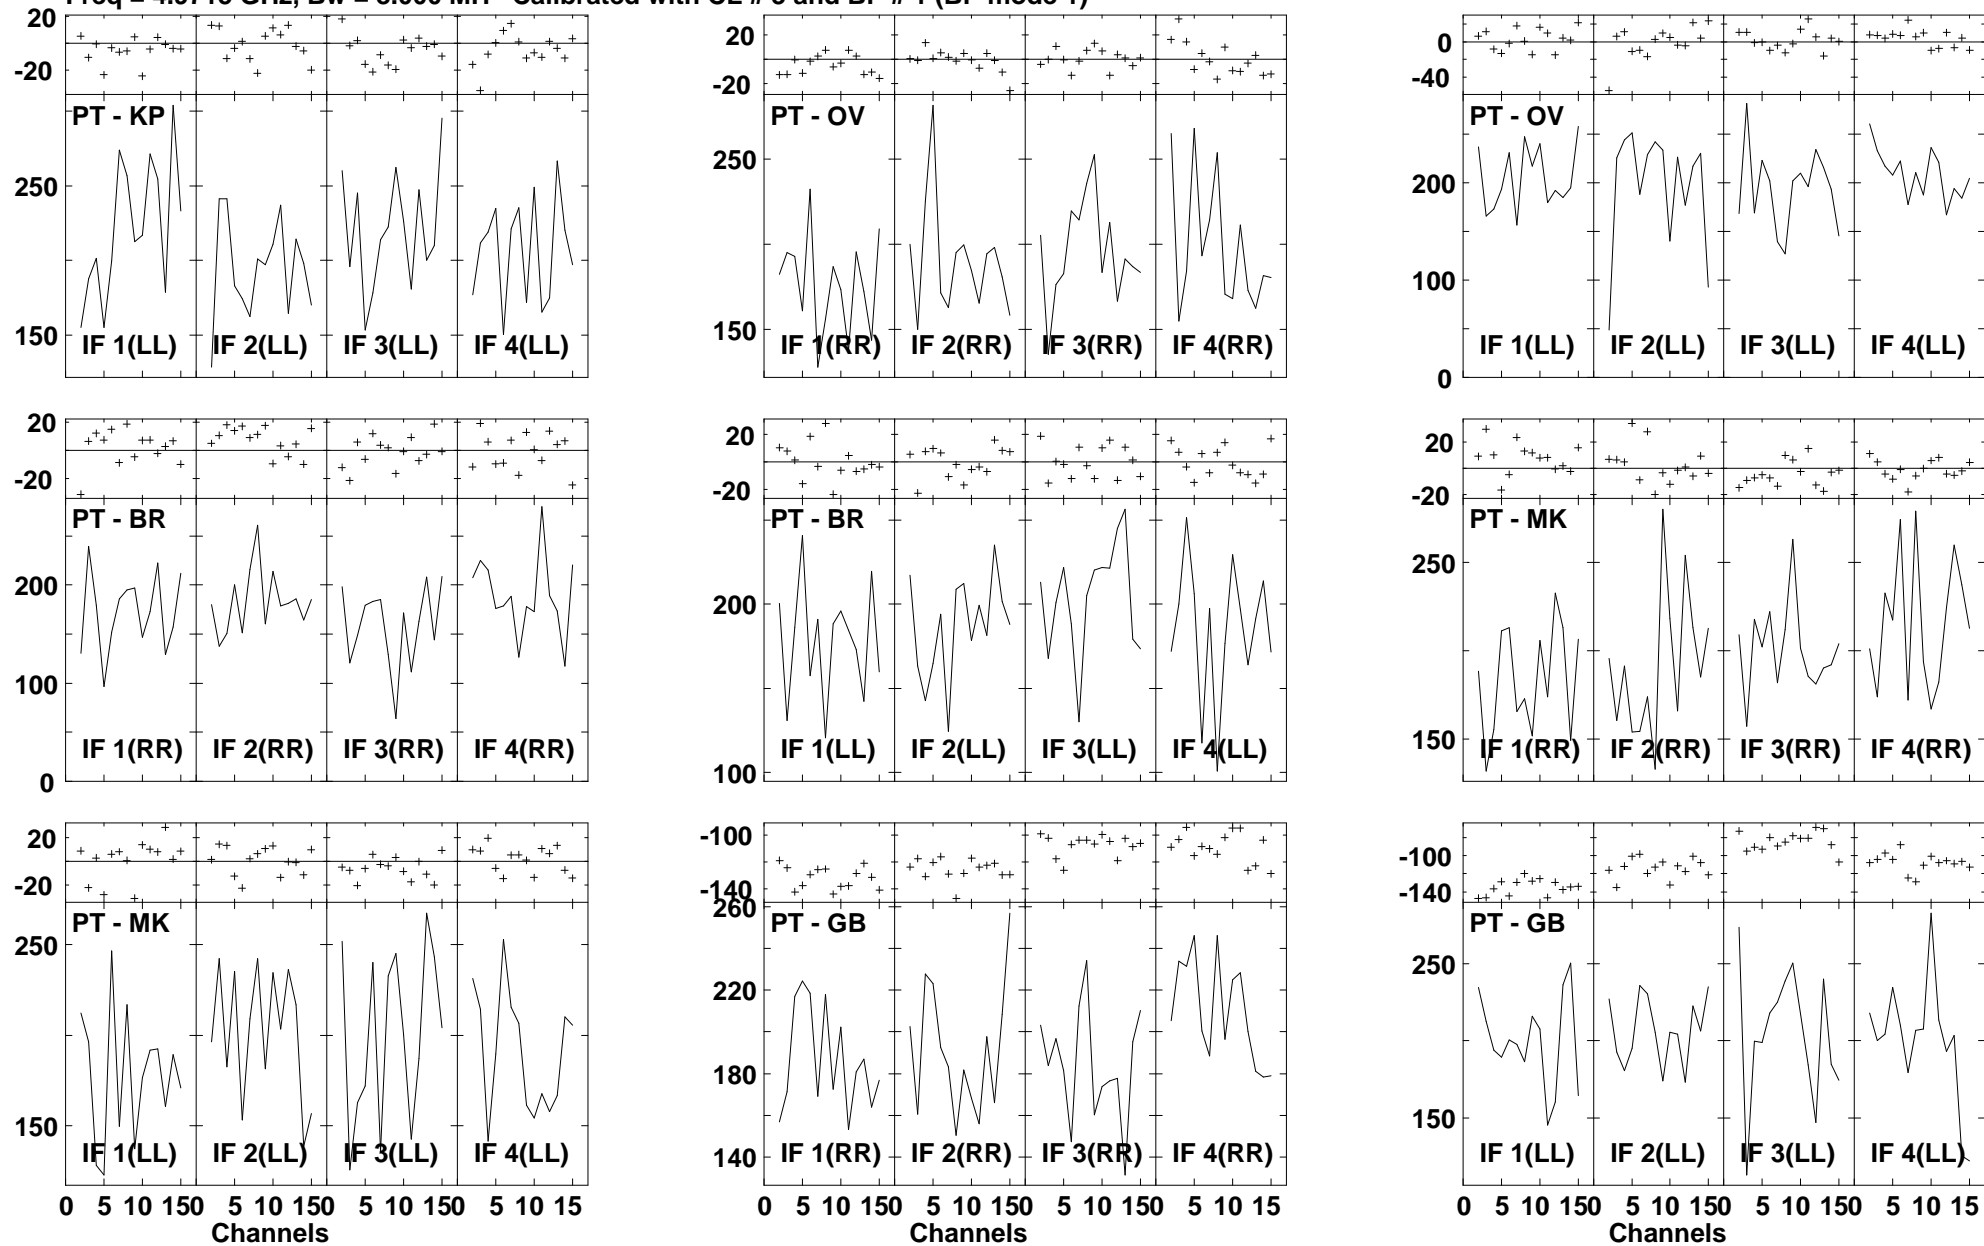 20 20 20
-20 -20 0
-40
PT - KP PT - OV PT - OV
250 250 200
100
150 150 0
IF 1(LL) IF 2(LL) IF 3(LL) IF 4(LL) IF 1(RR) IF 2(RR) IF 3(RR) IF 4(RR) IF 1(LL) IF 2(LL) IF 3(LL) IF 4(LL)
20 20 20
-20 -20 -20
PT - BR PT - BR PT - MK
200 200 250
100
0 100 150
IF 1(RR) IF 2(RR) IF 3(RR) IF 4(RR) IF 1(LL) IF 2(LL) IF 3(LL) IF 4(LL) IF 1(RR) IF 2(RR) IF 3(RR) IF 4(RR)
20 -100 -100
-20 -140 -140
PT - MK PT - GB PT - GB
250 260 250
220
180
150 140 150
IF 1(LL) IF 2(LL) IF 3(LL) IF 4(LL) IF 1(RR) IF 2(RR) IF 3(RR) IF 4(RR) IF 1(LL) IF 2(LL) IF 3(LL) IF 4(LL)
0 5 10 150 5 10 150 5 10 150 5 10 15 0 5 10 150 5 10 150 5 10 150 5 10 15 0 5 10 150 5 10 150 5 10 150 5 10 15
Channels Channels Channels